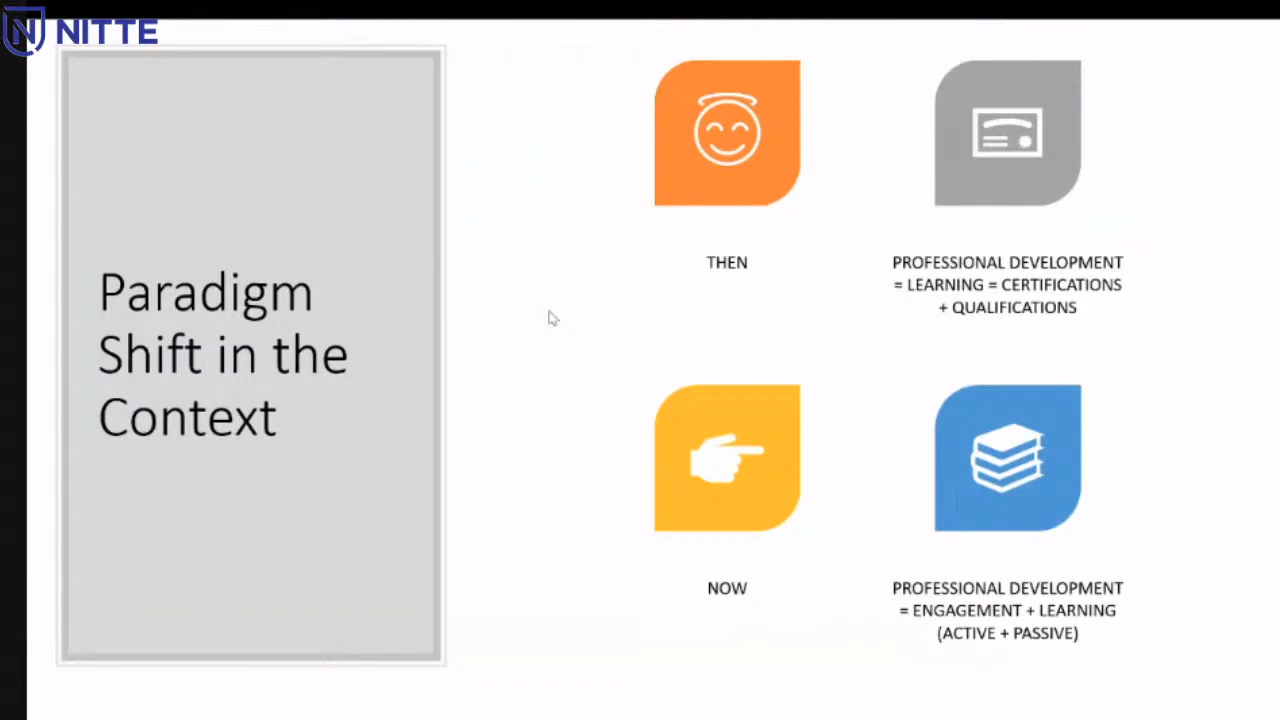 NITTE
Paradigm
Shift in the
Context
THEN
PROFESSIONAL DEVELOPMENT
= LEARNING = CERTIFICATIONS
+ QUALIFICATIONS
NOW
PROFESSIONAL DEVELOPMENT
= ENGAGEMENT + LEARNING
(ACTIVE + PASSIVE)